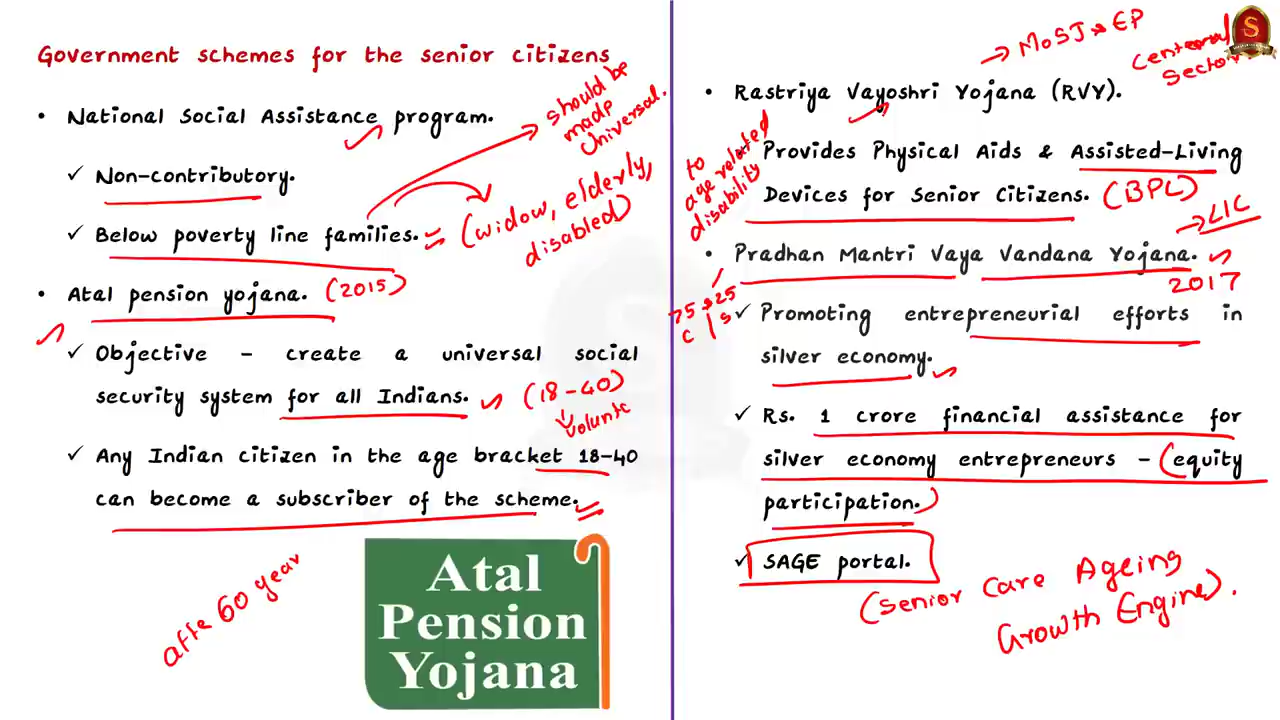 Government schemes for the senior citizens
• National Social Assistance program.
should be
made
Universal.
✓ Non-contributory.
✓ Below poverty line families.
(widow, elderly,
disabled)
• Atal pension yojana. (2015)
✓ Objective – create a universal social
security system for all Indians. (18-40)
✓ Any Indian citizen in the age bracket 18-40
can become a subscriber of the scheme.
afte 60 year
Atal
Pension
Yojana
→ MoSJ & EP
Sector
• Rastriya Vayoshri Yojana (RVY).
to
age related
disability
Provides Physical Aids & Assisted-Living
Devices for Senior Citizens. (BPL)
→ LIC
• Pradhan Mantri Vaya Vandana Yojana.
2017
75 25
C / S
✓ Promoting entrepreneurial efforts in
silver economy.
✓ Rs. 1 crore financial assistance for
silver economy entrepreneurs – (equity
participation.)
✓ SAGE portal.
(Senior Care Ageing
Growth Engine).
S